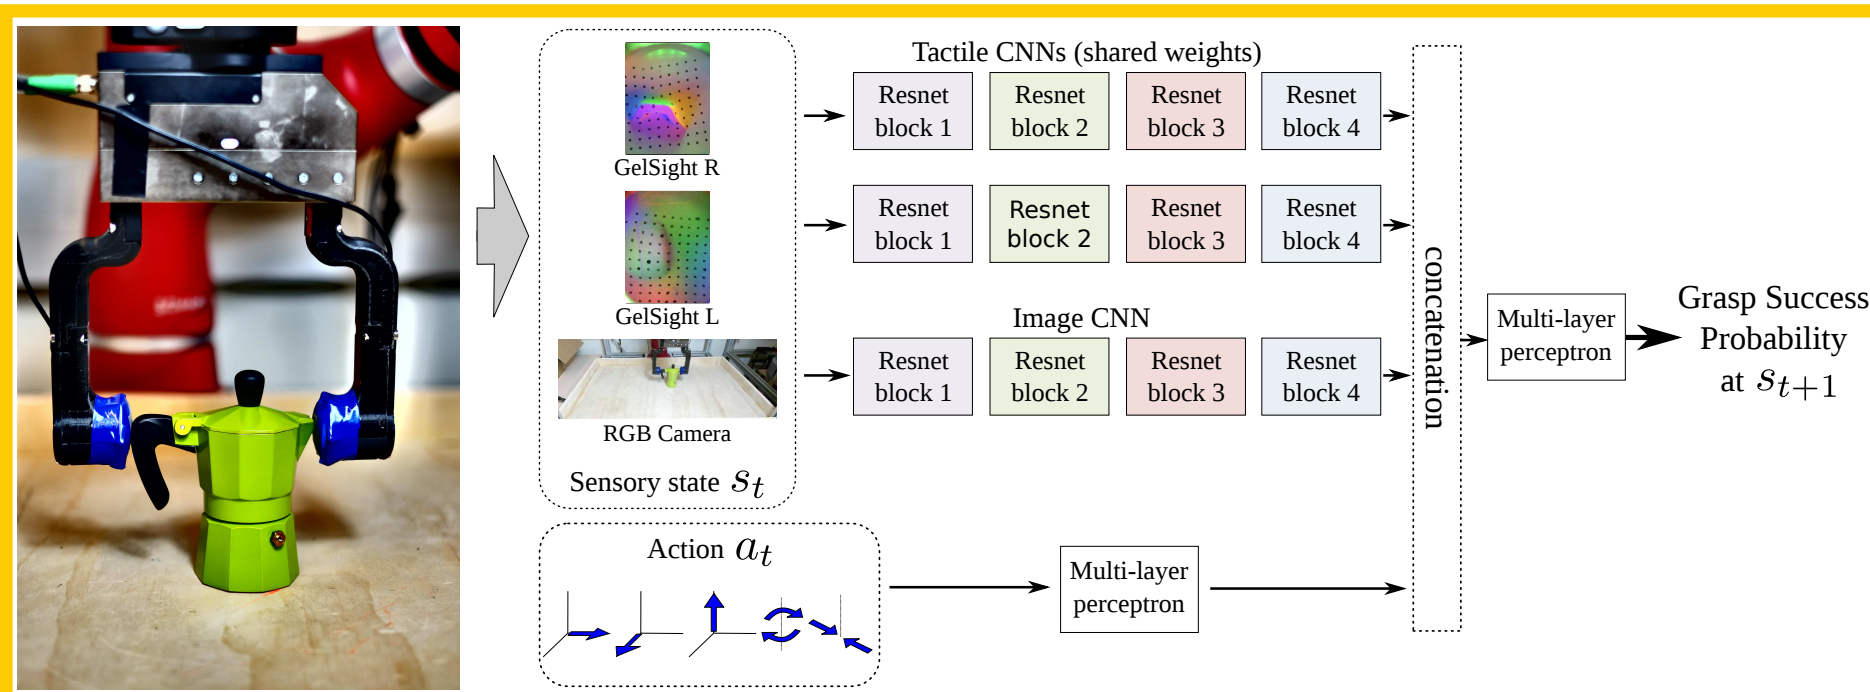 Tactile CNNs (shared weights)
GelSight R
Resnet
block 1
Resnet
block 2
Resnet
block 3
Resnet
block 4
GelSight L
Resnet
block 1
Resnet
block 2
Resnet
block 3
Resnet
block 4
Image CNN
RGB Camera
Resnet
block 1
Resnet
block 2
Resnet
block 3
Resnet
block 4
Sensory state s_t
Action a_t
Multi-layer
perceptron
concatenation
Multi-layer
perceptron
Grasp Success
Probability
at s_{t+1}